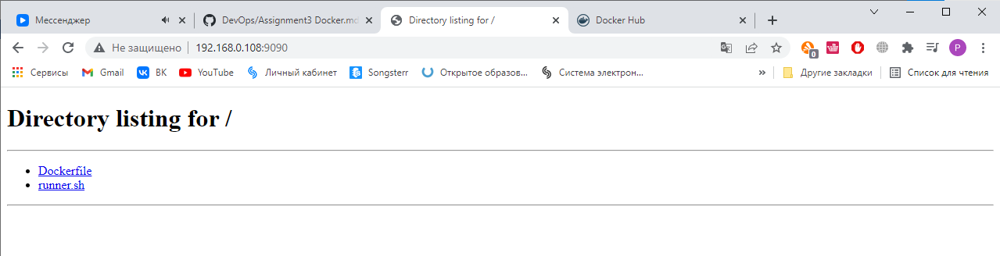 Мессенджер
DevOps/Assignment3 Docker.md
Directory listing for /
Docker Hub
Не защищено
192.168.0.108:9090
0
P
Сервисы
Gmail
ВК
YouTube
Личный кабинет
Songsterr
Открытое образов...
Система электрон...
»
Другие закладки
Список для чтения
Directory listing for /
Dockerfile
runner.sh